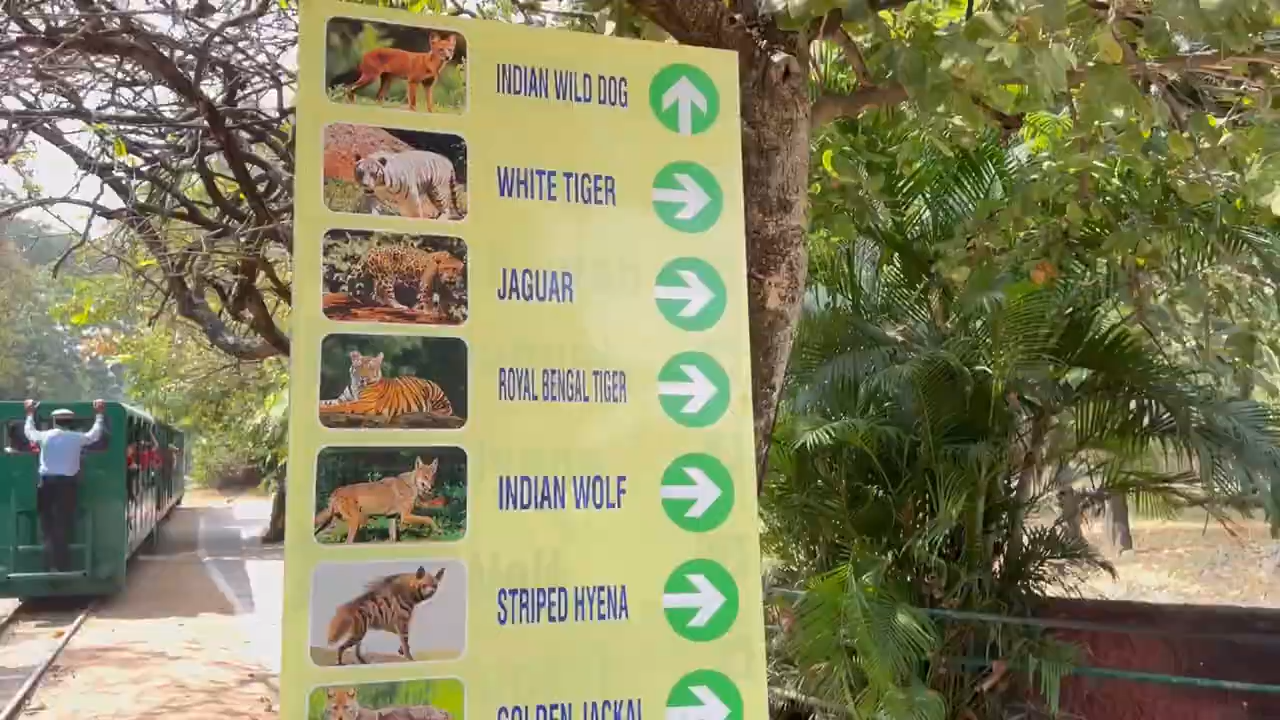 INDIAN WILD DOG
WHITE TIGER
JAGUAR
ROYAL BENGAL TIGER
INDIAN WOLF
STRIPED HYENA
GOLDEN JACKAL